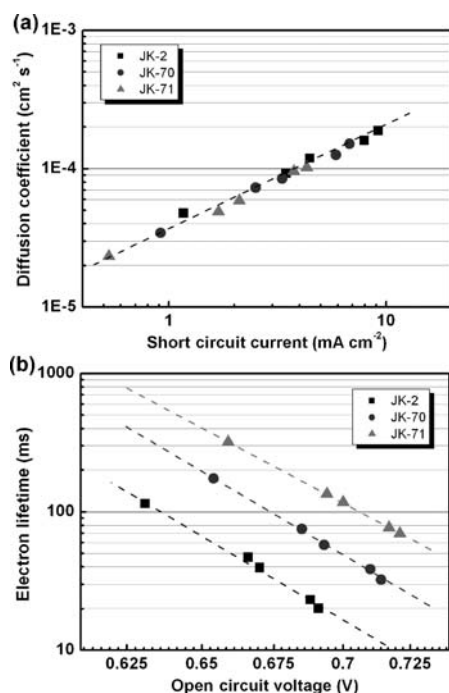 (a)
1E-3
JK-2
JK-70
JK-71
Diffusion coefficient (cm² s⁻¹)
1E-4
1E-5
1
10
Short circuit current (mA cm⁻²)
(b)
1000
JK-2
JK-70
JK-71
Electron lifetime (ms)
100
10
0.625
0.65
0.675
0.7
0.725
Open circuit voltage (V)